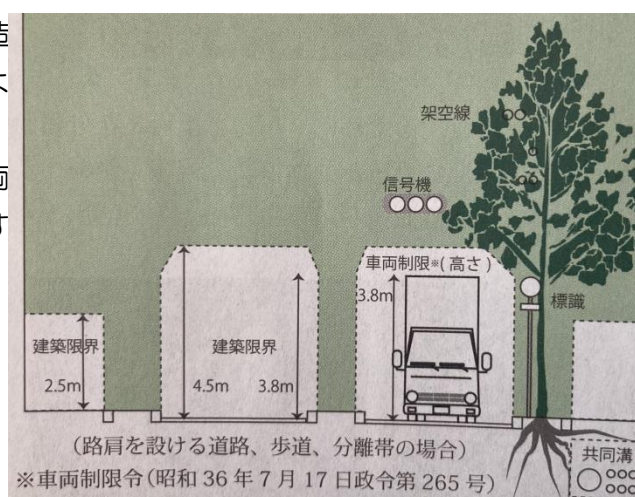 架空線
信号機
車両制限※(高さ)
3.8m
標識
建築限界
2.5m
建築限界
4.5m 3.8m
(路肩を設ける道路、歩道、分離帯の場合)
共同溝
※車両制限令(昭和36年7月17日政令第265号)